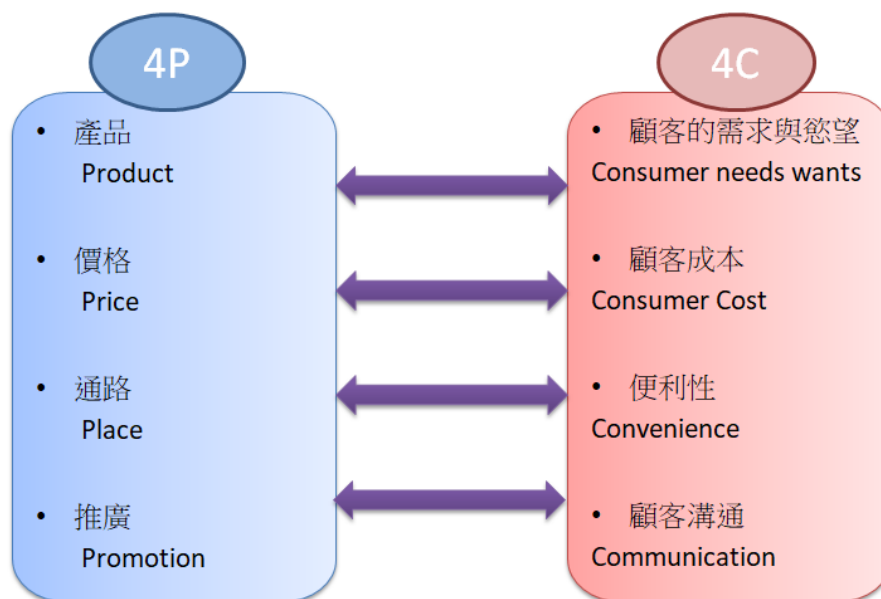 4P
• 產品
Product
• 價格
Price
• 通路
Place
• 推廣
Promotion
4C
• 顧客的需求與慾望
Consumer needs wants
• 顧客成本
Consumer Cost
• 便利性
Convenience
• 顧客溝通
Communication